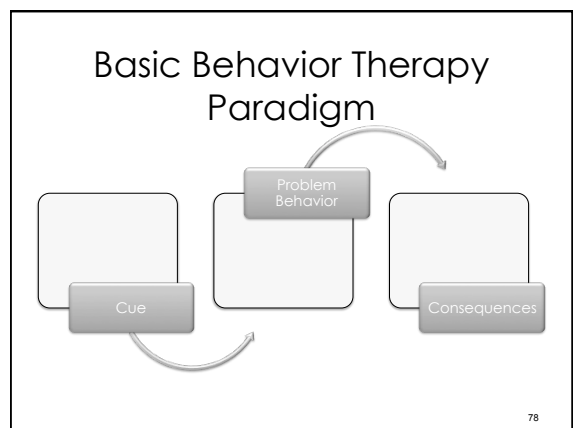 Basic Behavior Therapy
Paradigm
Problem
Behavior
Cue
Consequences
78